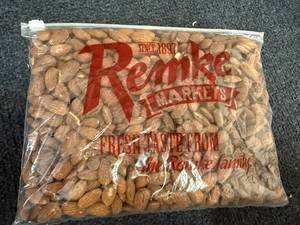 SINCE 1897
Remke
MARKETS
FRESH TASTE FROM
the Remke family